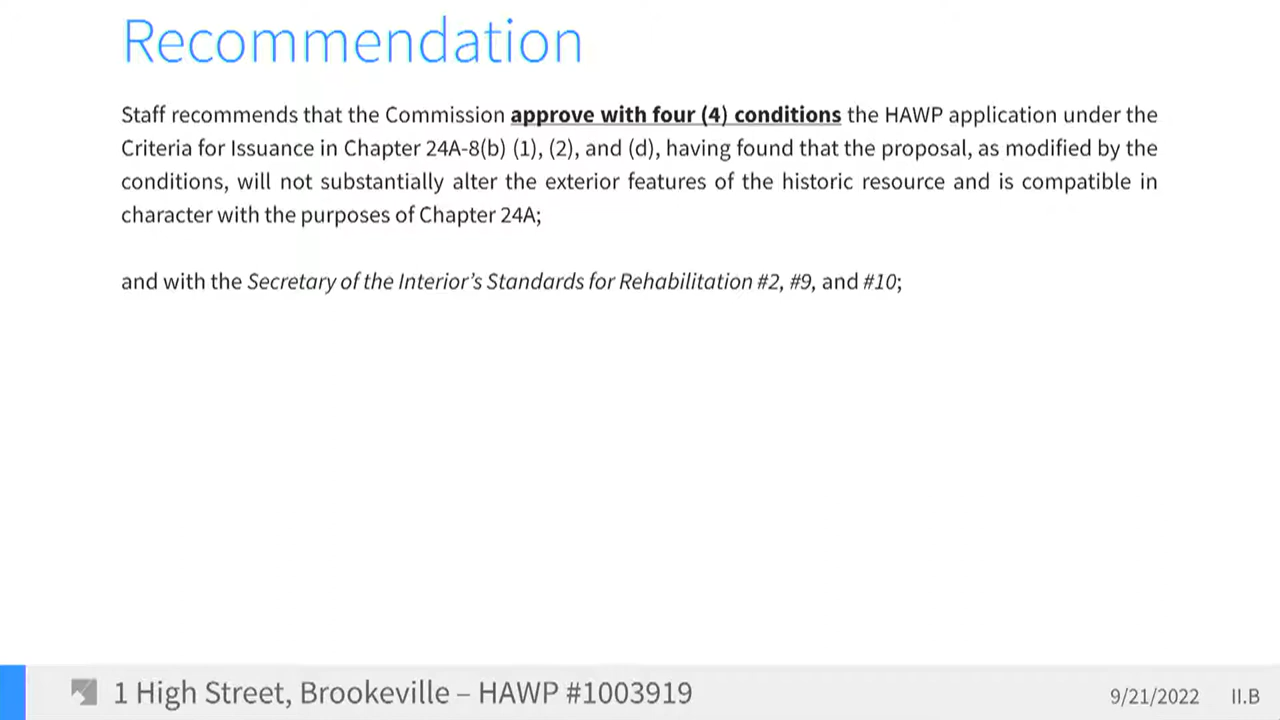 Recommendation
Staff recommends that the Commission approve with four (4) conditions the HAWP application under the
Criteria for Issuance in Chapter 24A-8(b) (1), (2), and (d), having found that the proposal, as modified by the
conditions, will not substantially alter the exterior features of the historic resource and is compatible in
character with the purposes of Chapter 24A;
and with the Secretary of the Interior's Standards for Rehabilitation #2, #9, and #10;
1 High Street, Brookeville – HAWP #1003919
9/21/2022 II.B